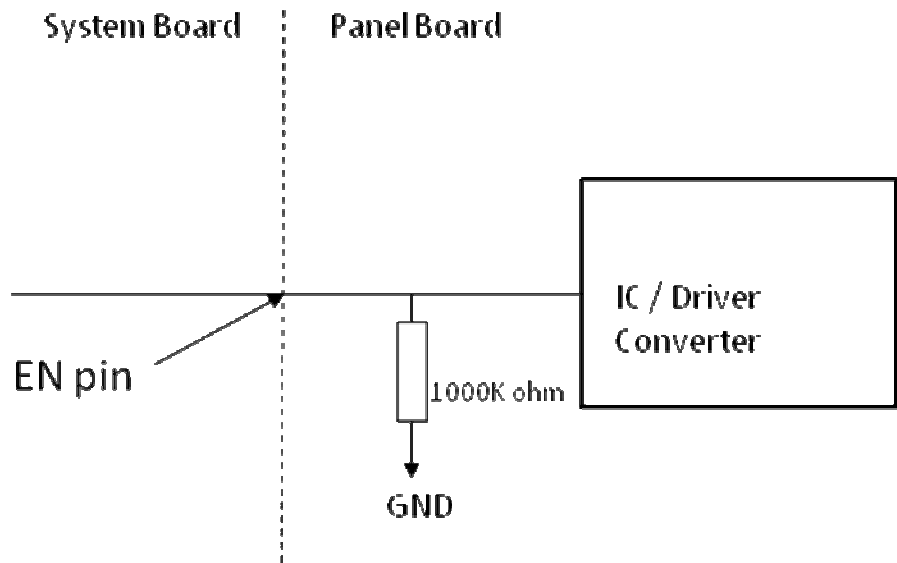 System Board
Panel Board
IC / Driver
Converter
EN pin
1000K ohm
GND